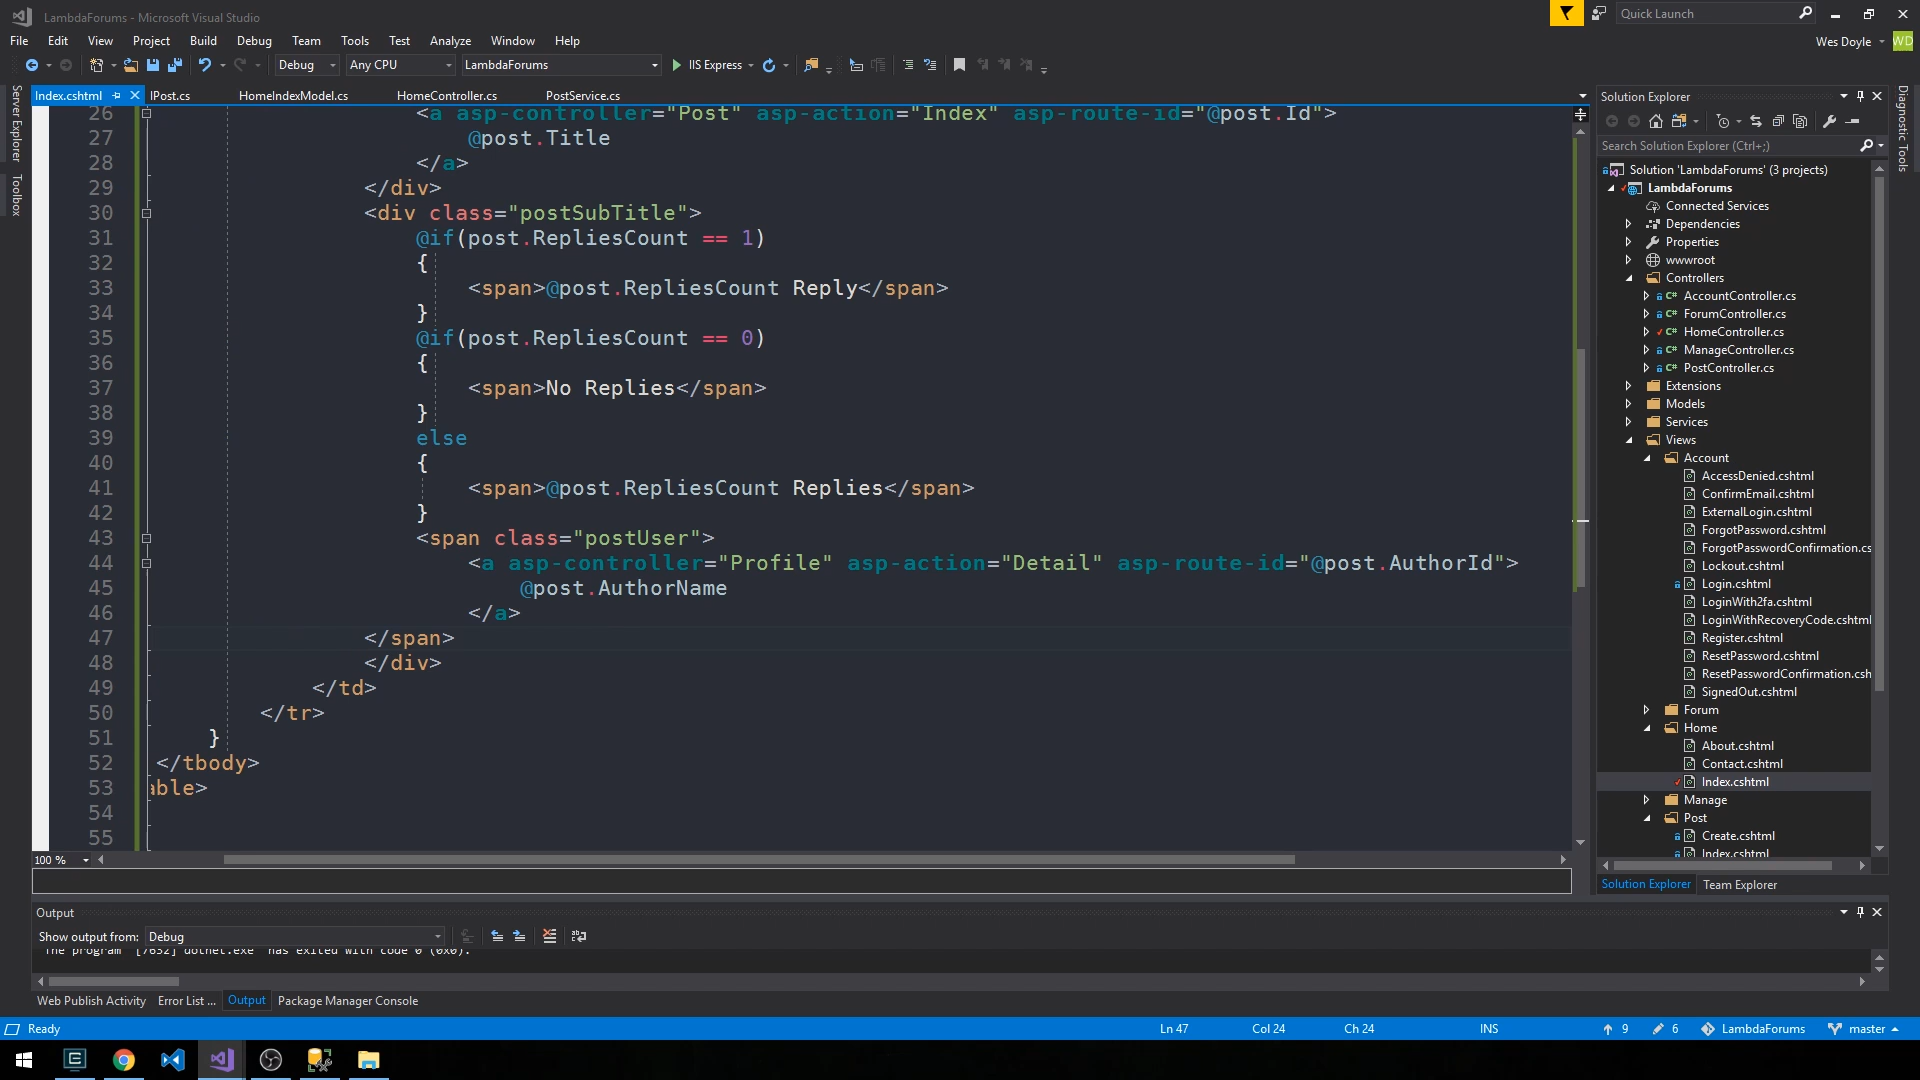 LambdaForums - Microsoft Visual Studio
Quick Launch
File Edit View Project Build Debug Team Tools Test Analyze Window Help
Wes Doyle
WD
Debug Any CPU LambdaForums IIS Express
Server Explorer
Toolbox
Index.cshtml IPost.cs HomeIndexModel.cs HomeController.cs PostService.cs
26 <a asp-controller="Post" asp-action="Index" asp-route-id="@post.Id">
27 @post.Title
28 </a>
29 </div>
30 <div class="postSubTitle">
31 @if(post.RepliesCount == 1)
32 {
33 <span>@post.RepliesCount Reply</span>
34 }
35 @if(post.RepliesCount == 0)
36 {
37 <span>No Replies</span>
38 }
39 else
40 {
41 <span>@post.RepliesCount Replies</span>
42 }
43 <span class="postUser">
44 <a asp-controller="Profile" asp-action="Detail" asp-route-id="@post.AuthorId">
45 @post.AuthorName
46 </a>
47 </span>
48 </div>
49 </td>
50 </tr>
51 }
52 </tbody>
53 able>
54
55
100 %
Solution Explorer
Search Solution Explorer (Ctrl+;)
Solution 'LambdaForums' (3 projects)
LambdaForums
Connected Services
Dependencies
Properties
wwwroot
Controllers
C# AccountController.cs
C# ForumController.cs
C# HomeController.cs
C# ManageController.cs
C# PostController.cs
Extensions
Models
Services
Views
Account
AccessDenied.cshtml
ConfirmEmail.cshtml
ExternalLogin.cshtml
ForgotPassword.cshtml
ForgotPasswordConfirmation.cs
Lockout.cshtml
Login.cshtml
LoginWith2fa.cshtml
LoginWithRecoveryCode.cshtml
Register.cshtml
ResetPassword.cshtml
ResetPasswordConfirmation.csh
SignedOut.cshtml
Forum
Home
About.cshtml
Contact.cshtml
Index.cshtml
Manage
Post
Create.cshtml
Index.cshtml
Solution Explorer Team Explorer
Diagnostic Tools
Output
Show output from: Debug
The program '[7652] dotnet.exe' has exited with code 0 (0x0).
Web Publish Activity Error List ... Output Package Manager Console
Ready Ln 47 Col 24 Ch 24 INS 9 6 LambdaForums master